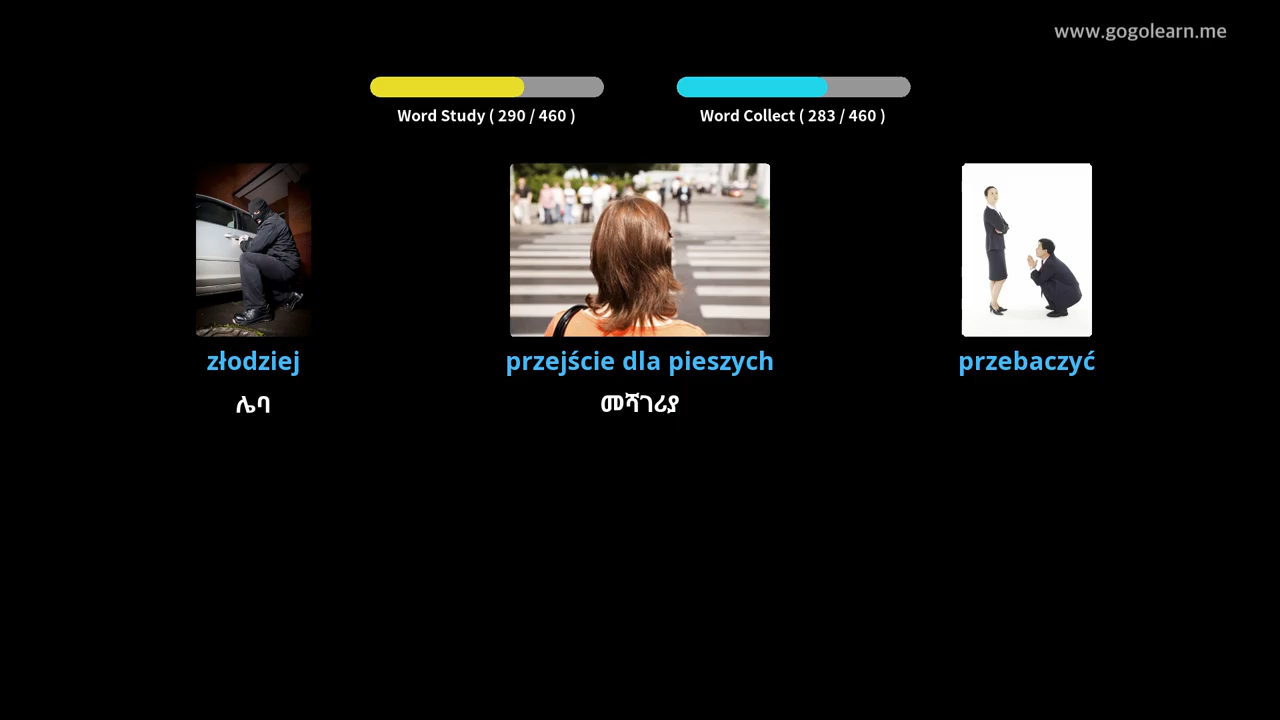 www.gogolearn.me
Word Study ( 290 / 460 )
Word Collect ( 283 / 460 )
złodziej
przejście dla pieszych
przebaczyć
ሌባ
መሻገሪያ